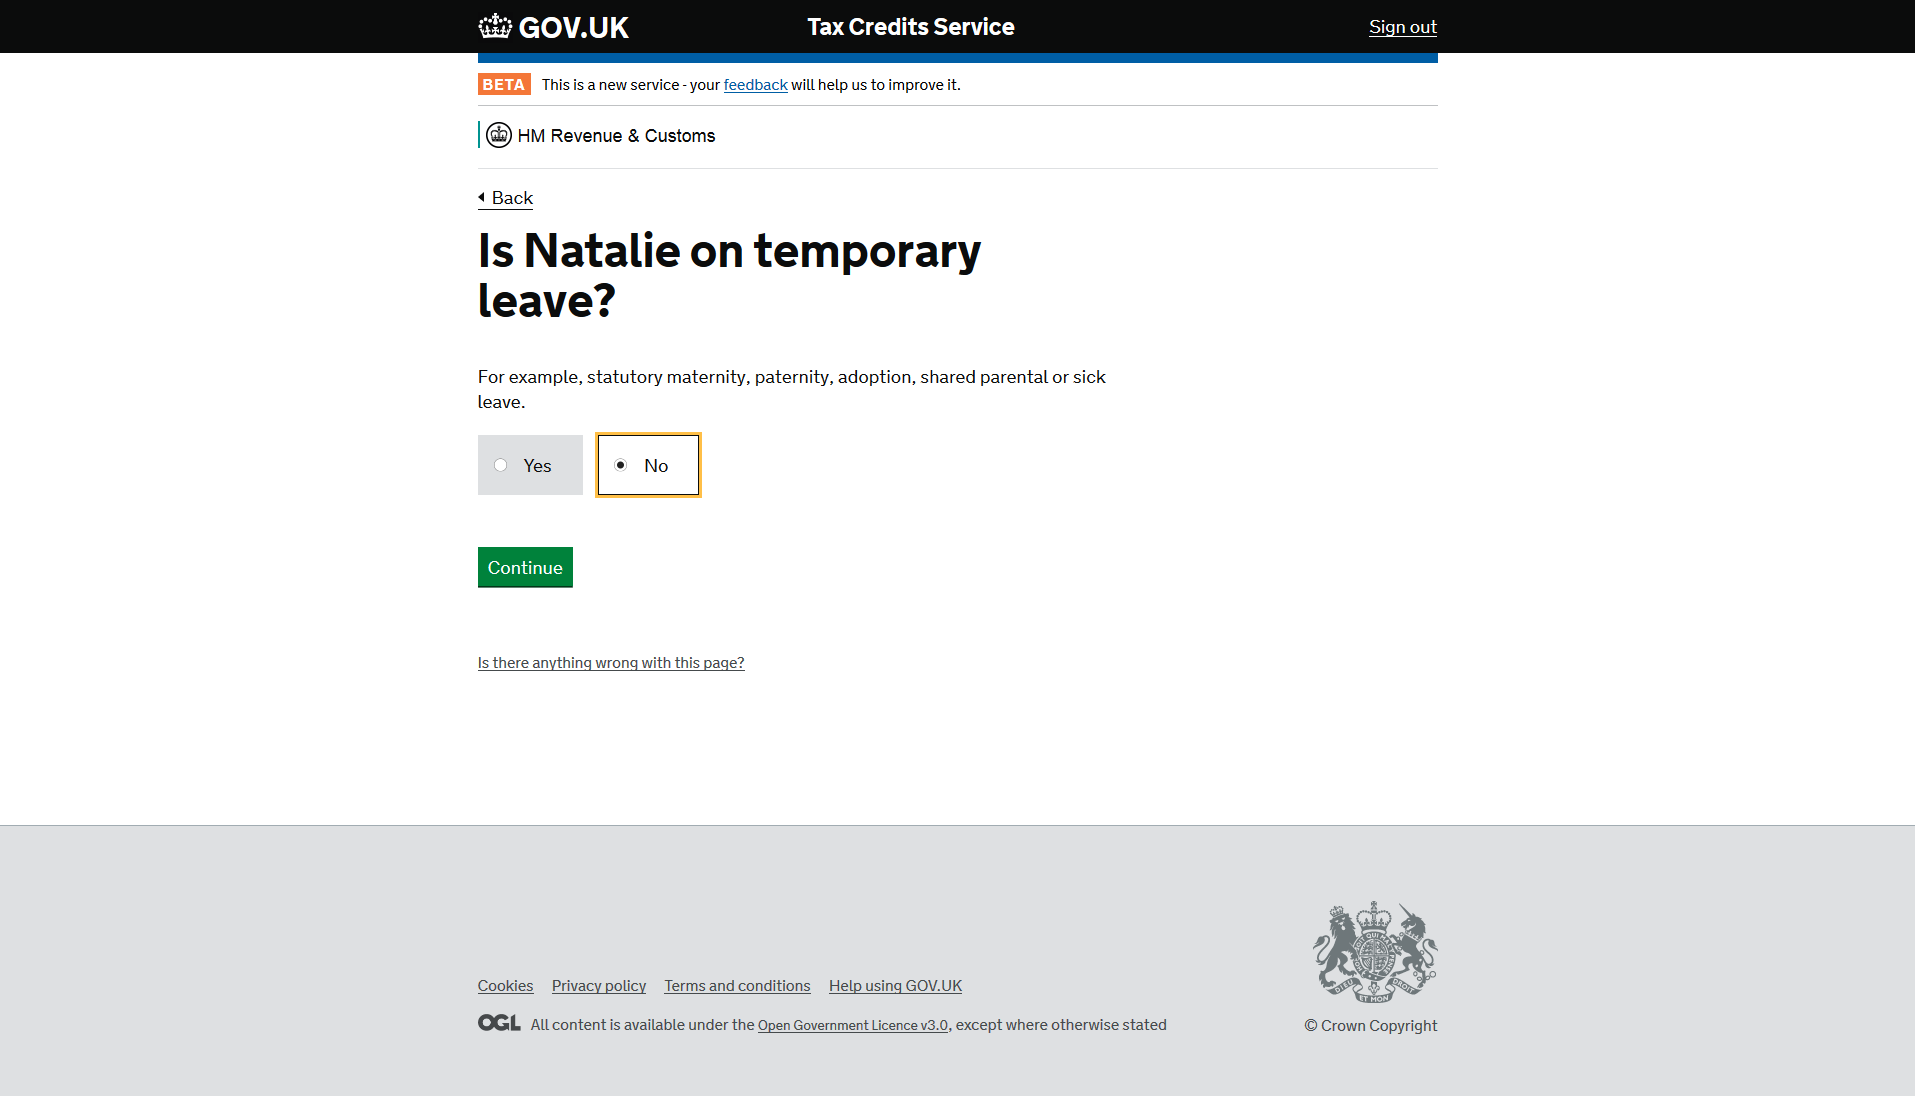 GOV.UK Tax Credits Service Sign out
BETA This is a new service - your feedback will help us to improve it.
HM Revenue & Customs
Back
Is Natalie on temporary
leave?
For example, statutory maternity, paternity, adoption, shared parental or sick
leave.
Yes No
Continue
Is there anything wrong with this page?
Cookies Privacy policy Terms and conditions Help using GOV.UK
OGL All content is available under the Open Government Licence v3.0, except where otherwise stated
DIEU ET MON DROIT
© Crown Copyright